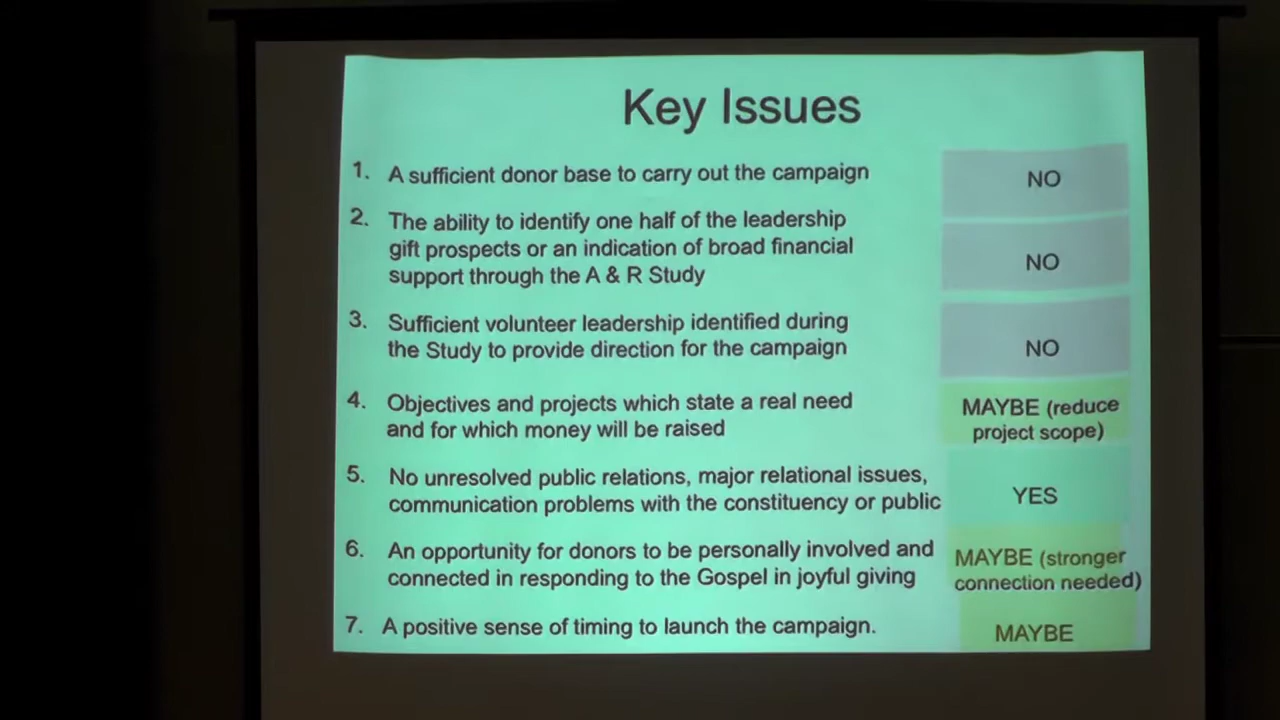 Key Issues
1. A sufficient donor base to carry out the campaign
NO
2. The ability to identify one half of the leadership
gift prospects or an indication of broad financial
support through the A & R Study
NO
3. Sufficient volunteer leadership identified during
the Study to provide direction for the campaign
NO
4. Objectives and projects which state a real need
and for which money will be raised
MAYBE (reduce
project scope)
5. No unresolved public relations, major relational issues,
communication problems with the constituency or public
YES
6. An opportunity for donors to be personally involved and
connected in responding to the Gospel in joyful giving
MAYBE (stronger
connection needed)
7. A positive sense of timing to launch the campaign.
MAYBE